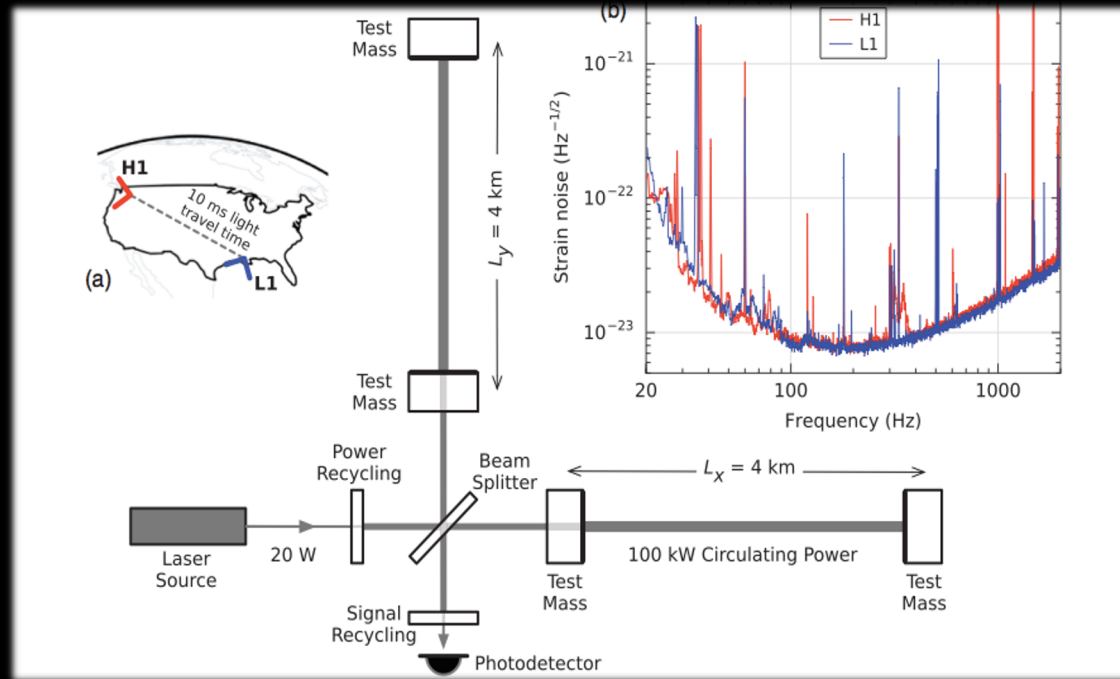 Test
Mass
L_y = 4 km
Test
Mass
H1
10 ms light
travel time
L1
(a)
(b)
H1
L1
Strain noise (Hz^{-1/2})
10^{-21}
10^{-22}
10^{-23}
20
100
1000
Frequency (Hz)
Power
Recycling
Beam
Splitter
L_x = 4 km
Laser
Source
20 W
100 kW Circulating Power
Test
Mass
Test
Mass
Signal
Recycling
Photodetector